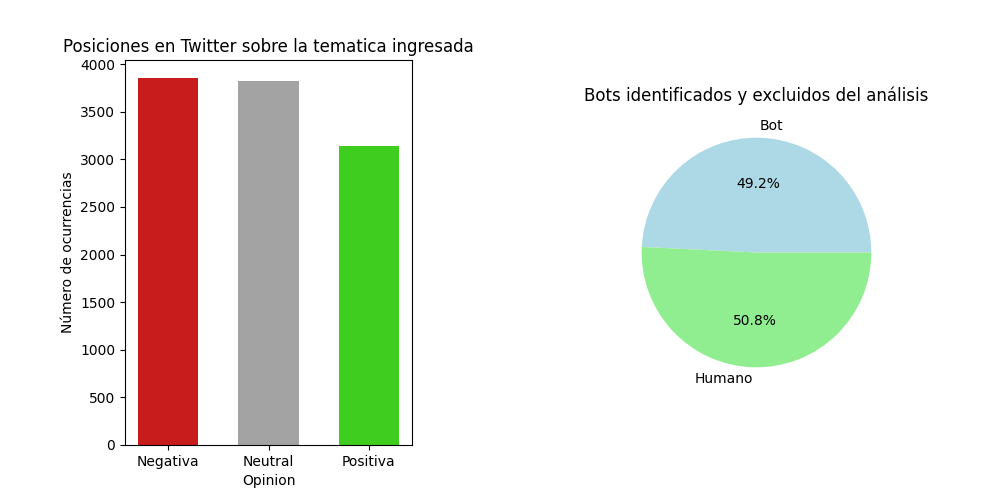 Posiciones en Twitter sobre la tematica ingresada
4000
3500
3000
2500
2000
1500
1000
500
0
Número de ocurrencias
Negativa
Neutral
Positiva
Opinion
Bots identificados y excluidos del análisis
Bot
49.2%
50.8%
Humano